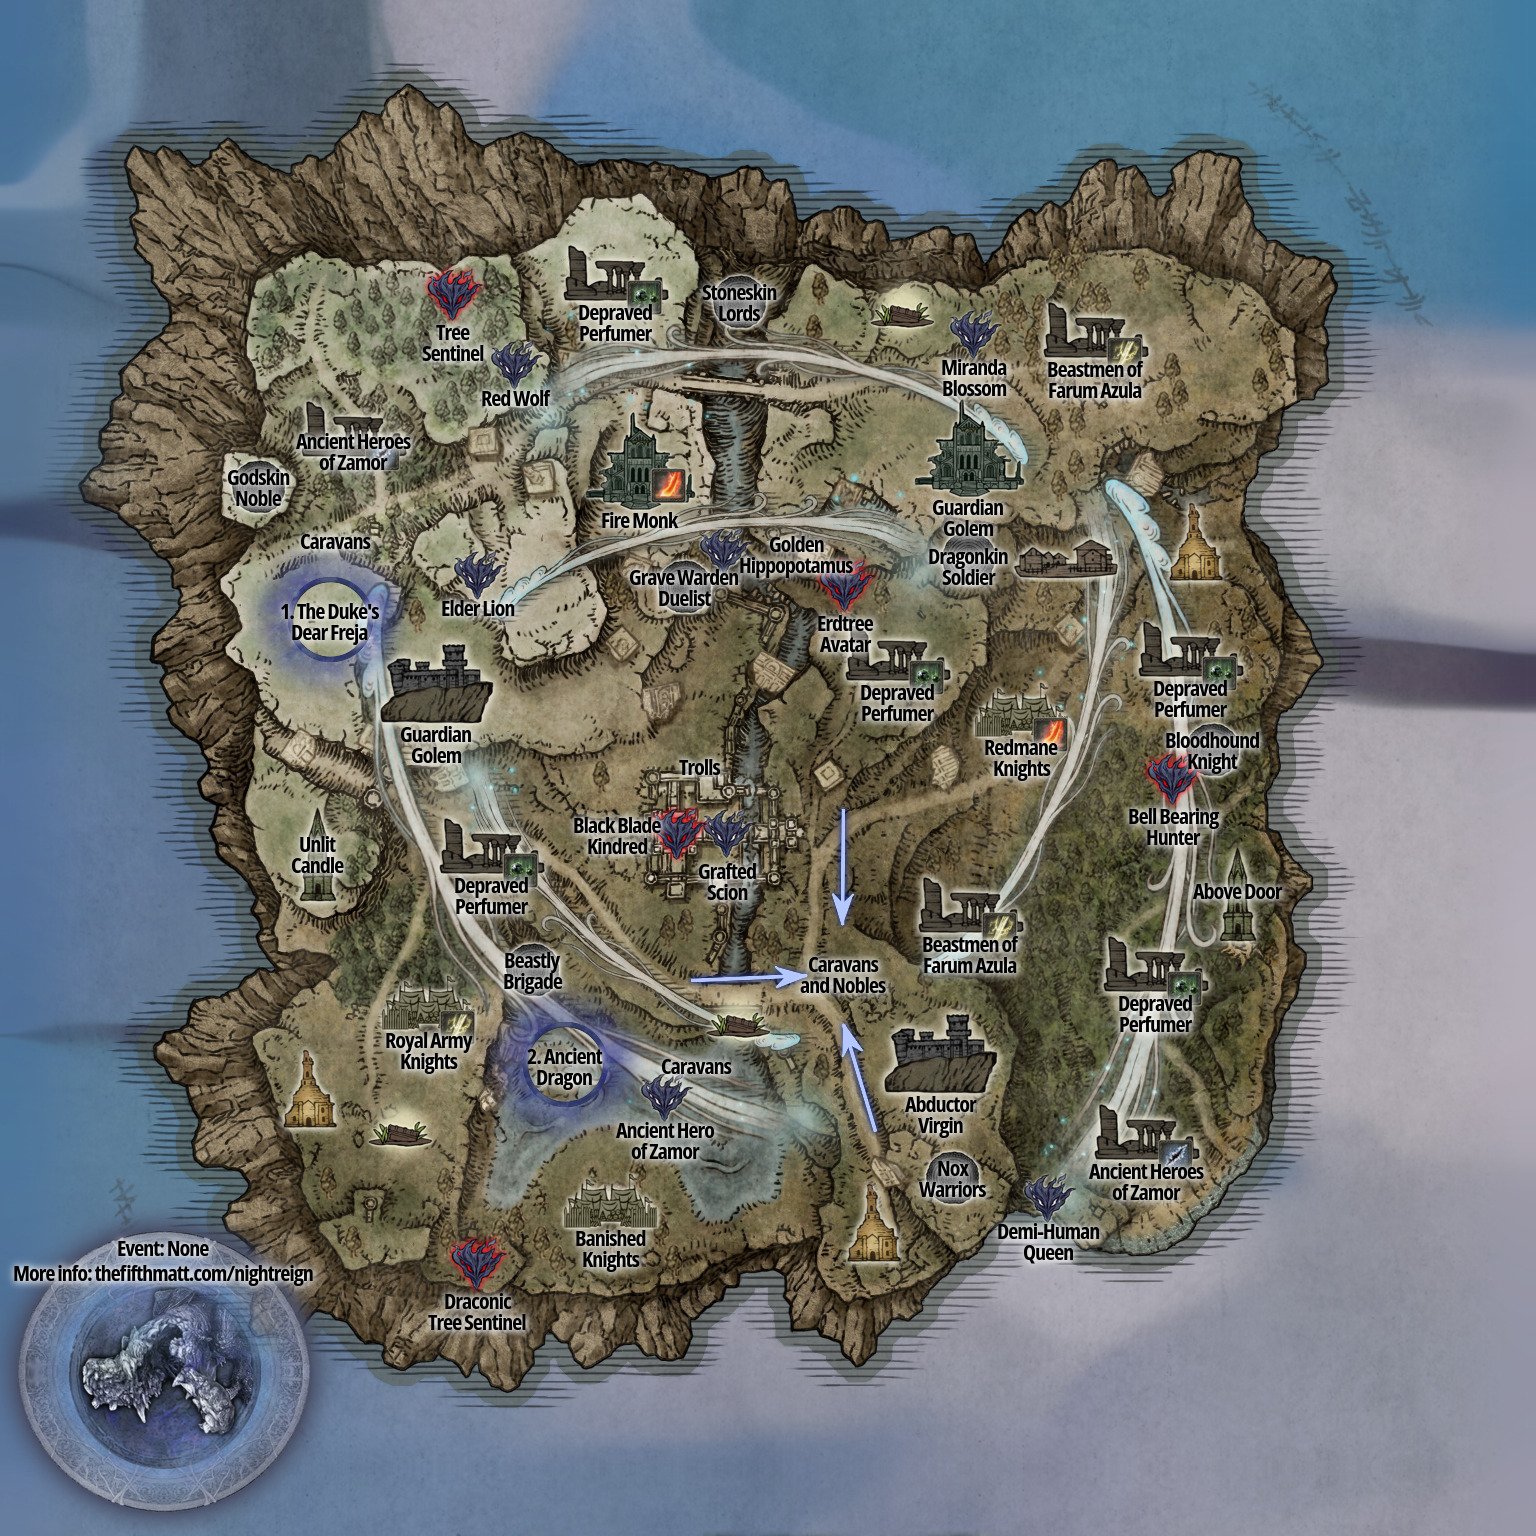 Stoneskin
Lords
Depraved
Perfumer
Tree
Sentinel
Red Wolf
Miranda
Blossom
Beastmen of
Farum Azula
Ancient Heroes
of Zamor
Godskin
Noble
Fire Monk
Guardian
Golem
Caravans
Golden
Hippopotamus
Dragonkin
Soldier
Grave Warden
Duelist
Elder Lion
1. The Duke's
Dear Freja
Erdtree
Avatar
Depraved
Perfumer
Depraved
Perfumer
Guardian
Golem
Redmane
Knights
Bloodhound
Knight
Trolls
Black Blade
Kindred
Grafted
Scion
Bell Bearing
Hunter
Unlit
Candle
Depraved
Perfumer
Above Door
Beastmen of
Farum Azula
Beastly
Brigade
Caravans
and Nobles
Depraved
Perfumer
Royal Army
Knights
2. Ancient
Dragon
Caravans
Abductor
Virgin
Ancient Hero
of Zamor
Nox
Warriors
Ancient Heroes
of Zamor
Demi-Human
Queen
Banished
Knights
Draconic
Tree Sentinel
Event: None
More info: thefifthmatt.com/nightreign